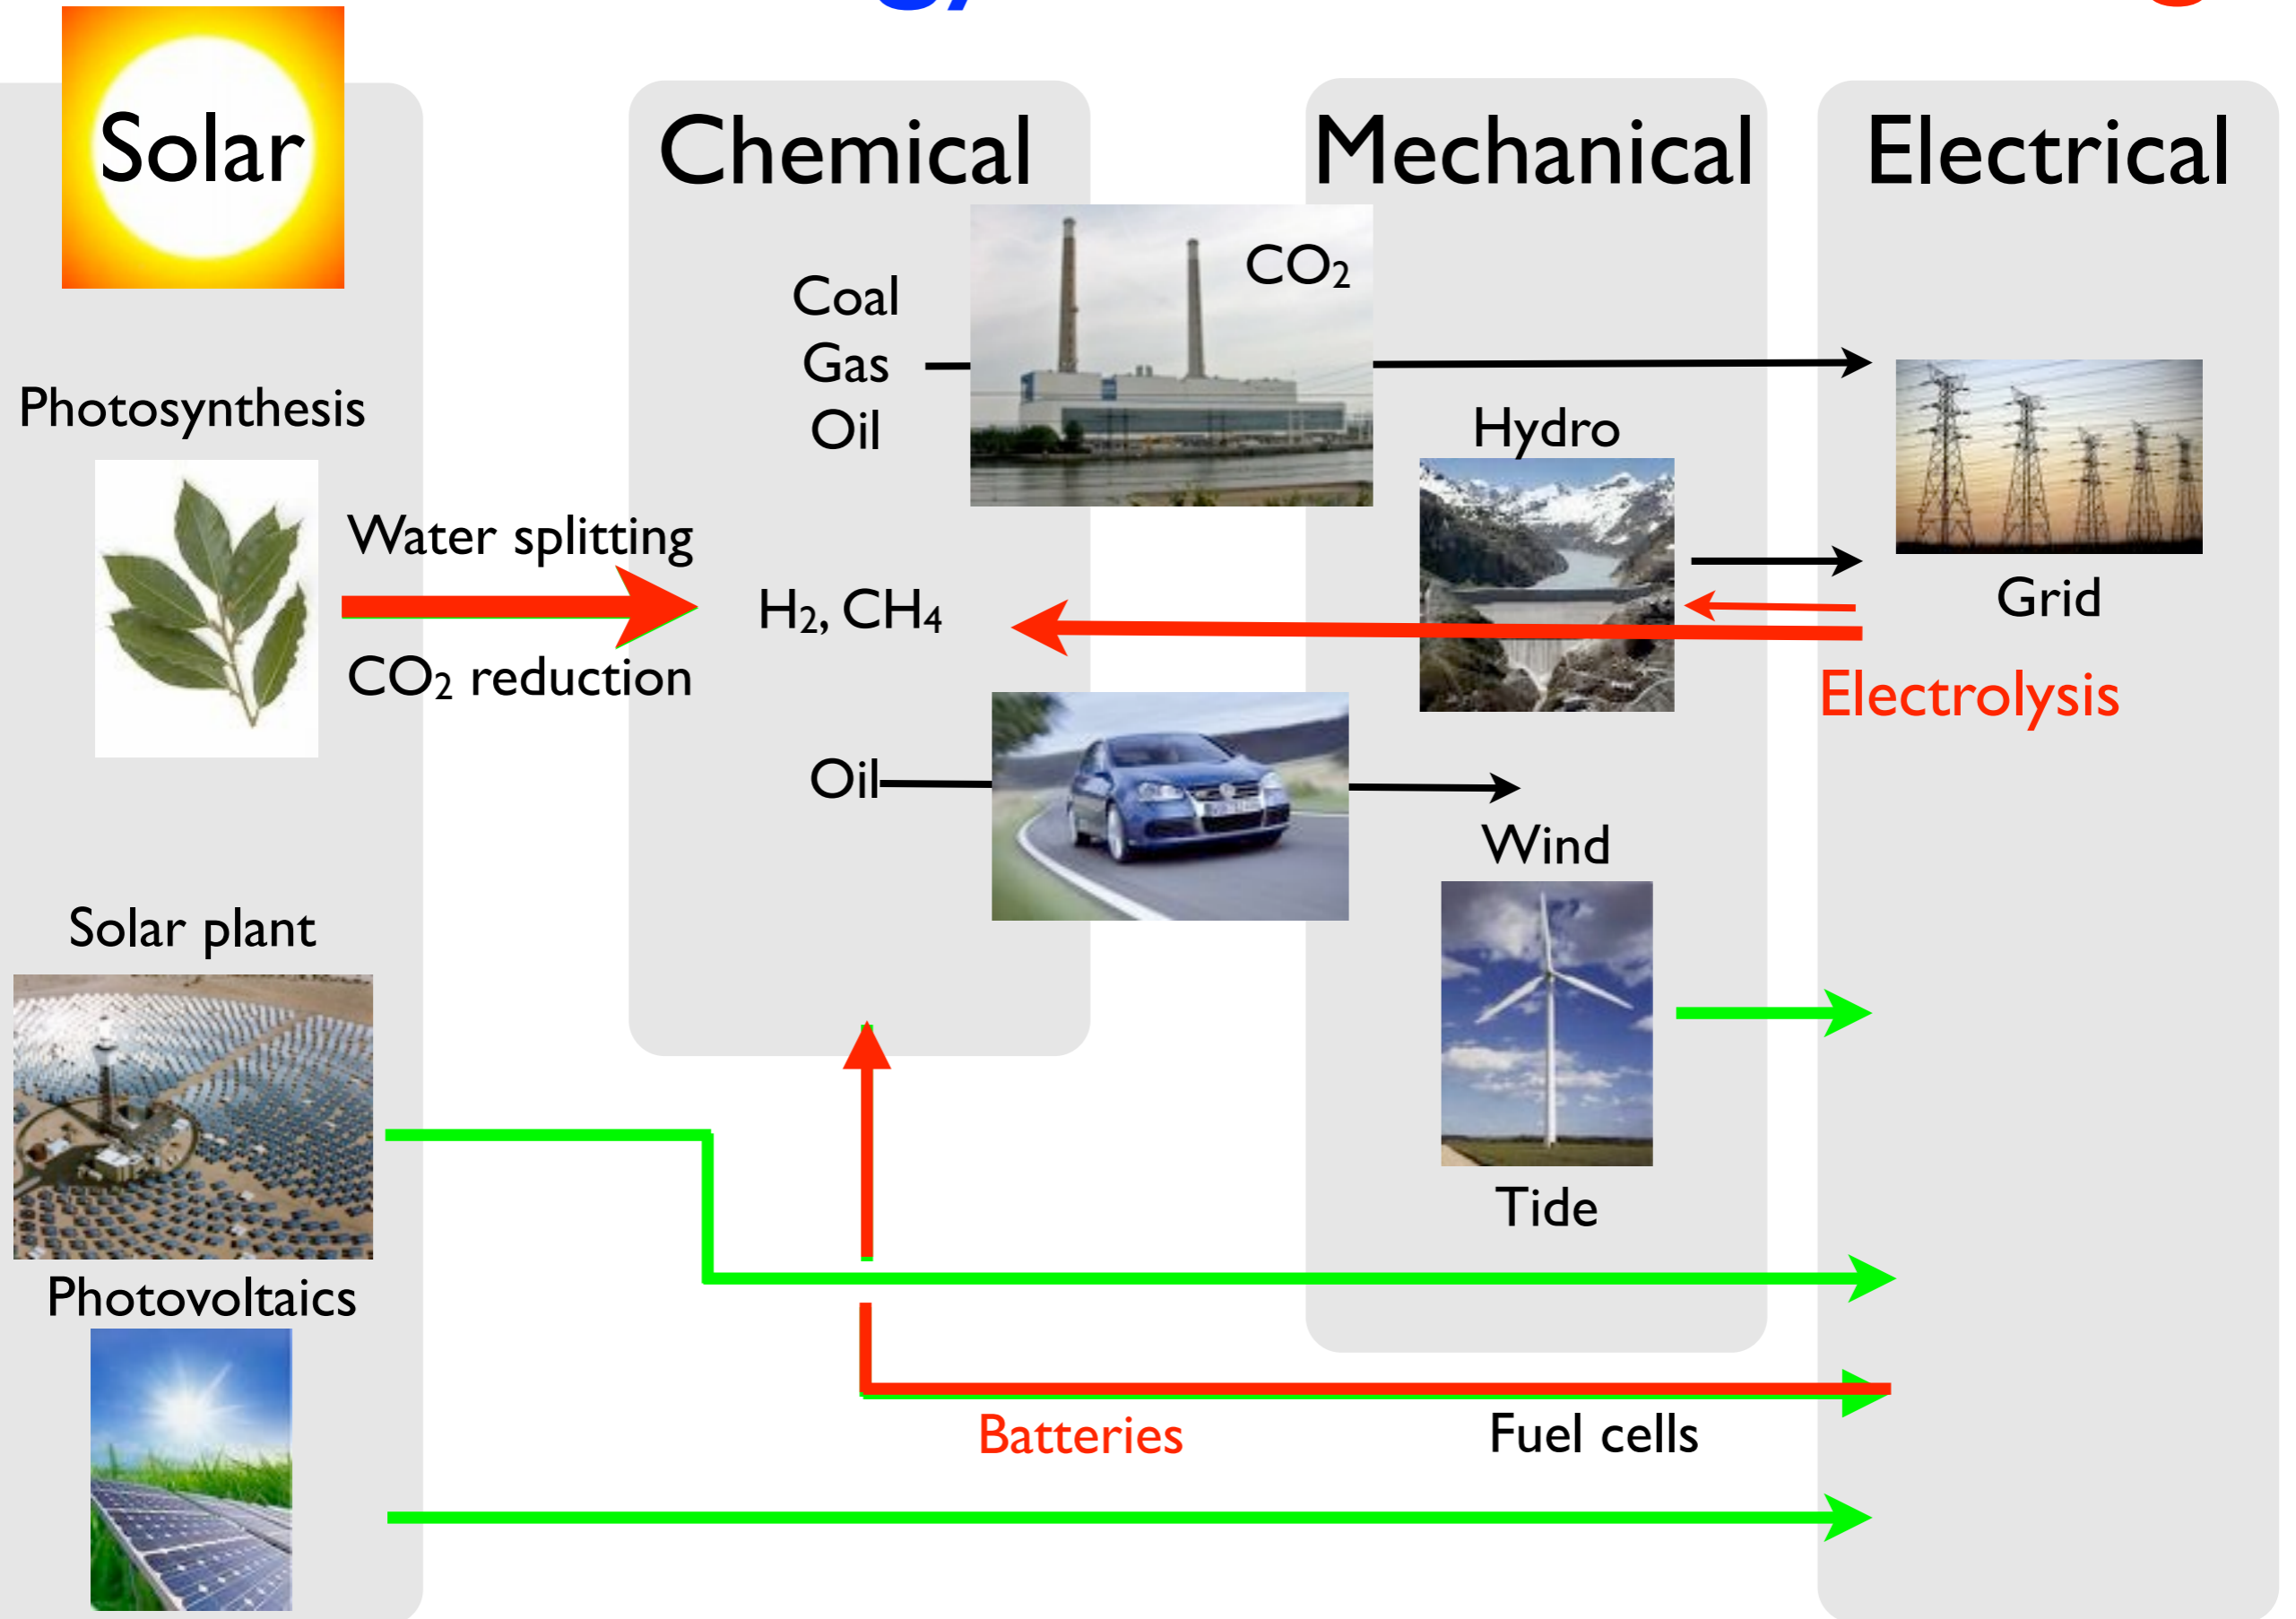 Solar
Chemical
Mechanical
Electrical
Coal
Gas
Oil
CO₂
Photosynthesis
Hydro
Water splitting
CO₂ reduction
H₂, CH₄
Grid
Electrolysis
Oil
Wind
Solar plant
Tide
Photovoltaics
Batteries
Fuel cells